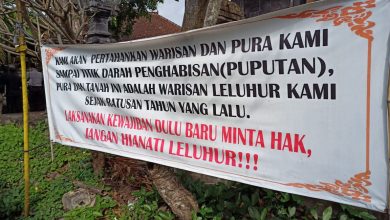 KMI AKAN PERTAHANKAN WARISAN DAN PURA KAMI
SAMPAI TITIK DARAH PENGHABISAN(PUPUTAN),
PURA DAN TANAH INI ADALAH WARISAN LELUHUR KAMI
SEJAK RATUSAN TAHUN YANG LALU.
LAKSANAKAN KEWAJIBAN DULU BARU MINTA HAK,
JANGAN HIANATI LELUHUR!!!